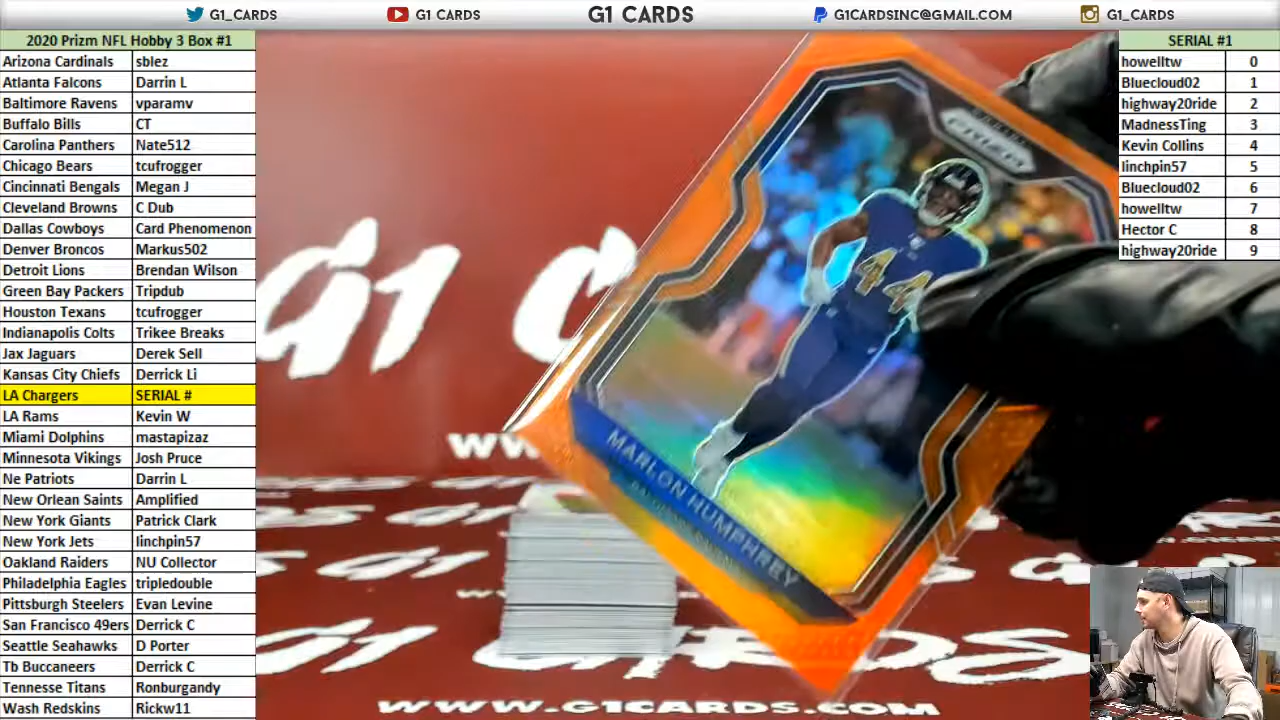 G1_CARDS
G1 CARDS
G1 CARDS
G1CARDSINC@GMAIL.COM
G1_CARDS
2020 Prizm NFL Hobby 3 Box #1
Arizona Cardinals sblez
Atlanta Falcons Darrin L
Baltimore Ravens vparamv
Buffalo Bills CT
Carolina Panthers Nate512
Chicago Bears tcufrogger
Cincinnati Bengals Megan J
Cleveland Browns C Dub
Dallas Cowboys Card Phenomenon
Denver Broncos Markus502
Detroit Lions Brendan Wilson
Green Bay Packers Tripdub
Houston Texans tcufrogger
Indianapolis Colts Trikee Breaks
Jax Jaguars Derek Sell
Kansas City Chiefs Derrick Li
LA Chargers SERIAL #
LA Rams Kevin W
Miami Dolphins mastapizaz
Minnesota Vikings Josh Pruce
Ne Patriots Darrin L
New Orlean Saints Amplified
New York Giants Patrick Clark
New York Jets linchpin57
Oakland Raiders NU Collector
Philadelphia Eagles tripledouble
Pittsburgh Steelers Evan Levine
San Francisco 49ers Derrick C
Seattle Seahawks D Porter
Tb Buccaneers Derrick C
Tennesse Titans Ronburgandy
Wash Redskins Rickw11
SERIAL #1
howelltw 0
Bluecloud02 1
highway20ride 2
MadnessTing 3
Kevin Collins 4
linchpin57 5
Bluecloud02 6
howelltw 7
Hector C 8
highway20ride 9
PRIZM
44
MARLON HUMPHREY
G1 C
www.
G1 CARDS
WWW.G1CARDS.COM